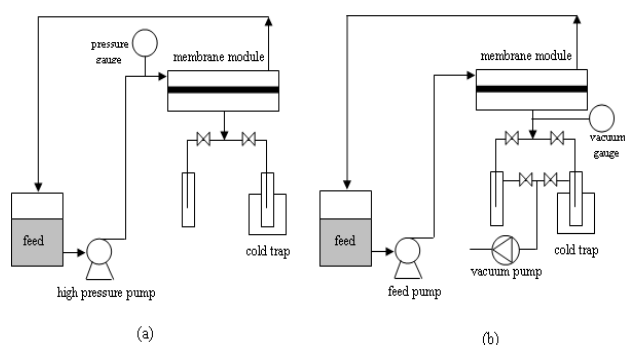 pressure
gauge
membrane module
feed
cold trap
high pressure pump
(a)
membrane module
vacuum
gauge
feed
cold trap
vacuum pump
feed pump
(b)